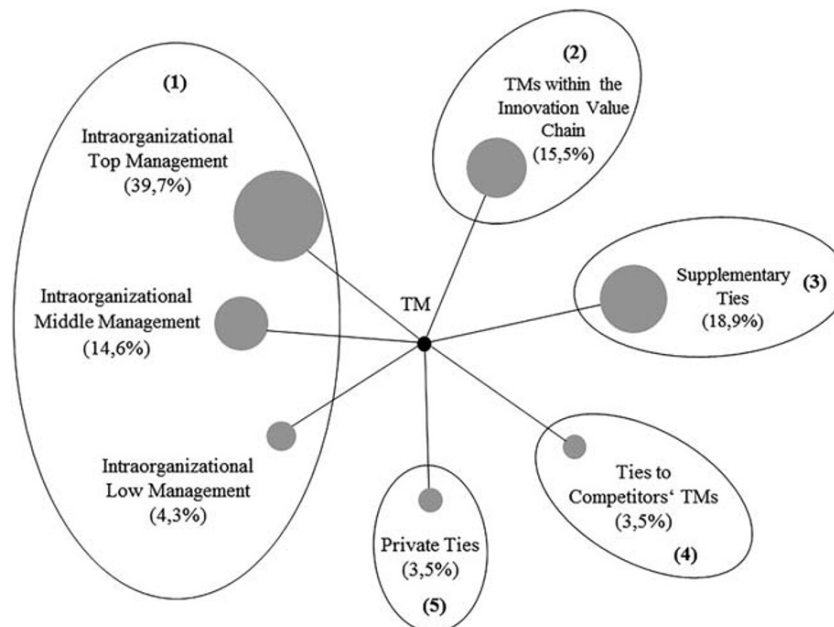 (1)
Intraorganizational
Top Management
(39,7%)
Intraorganizational
Middle Management
(14,6%)
Intraorganizational
Low Management
(4,3%)
(2)
TMs within the
Innovation Value
Chain
(15,5%)
TM
Supplementary
Ties
(18,9%)
(3)
Ties to
Competitors‘ TMs
(3,5%)
(4)
Private Ties
(3,5%)
(5)